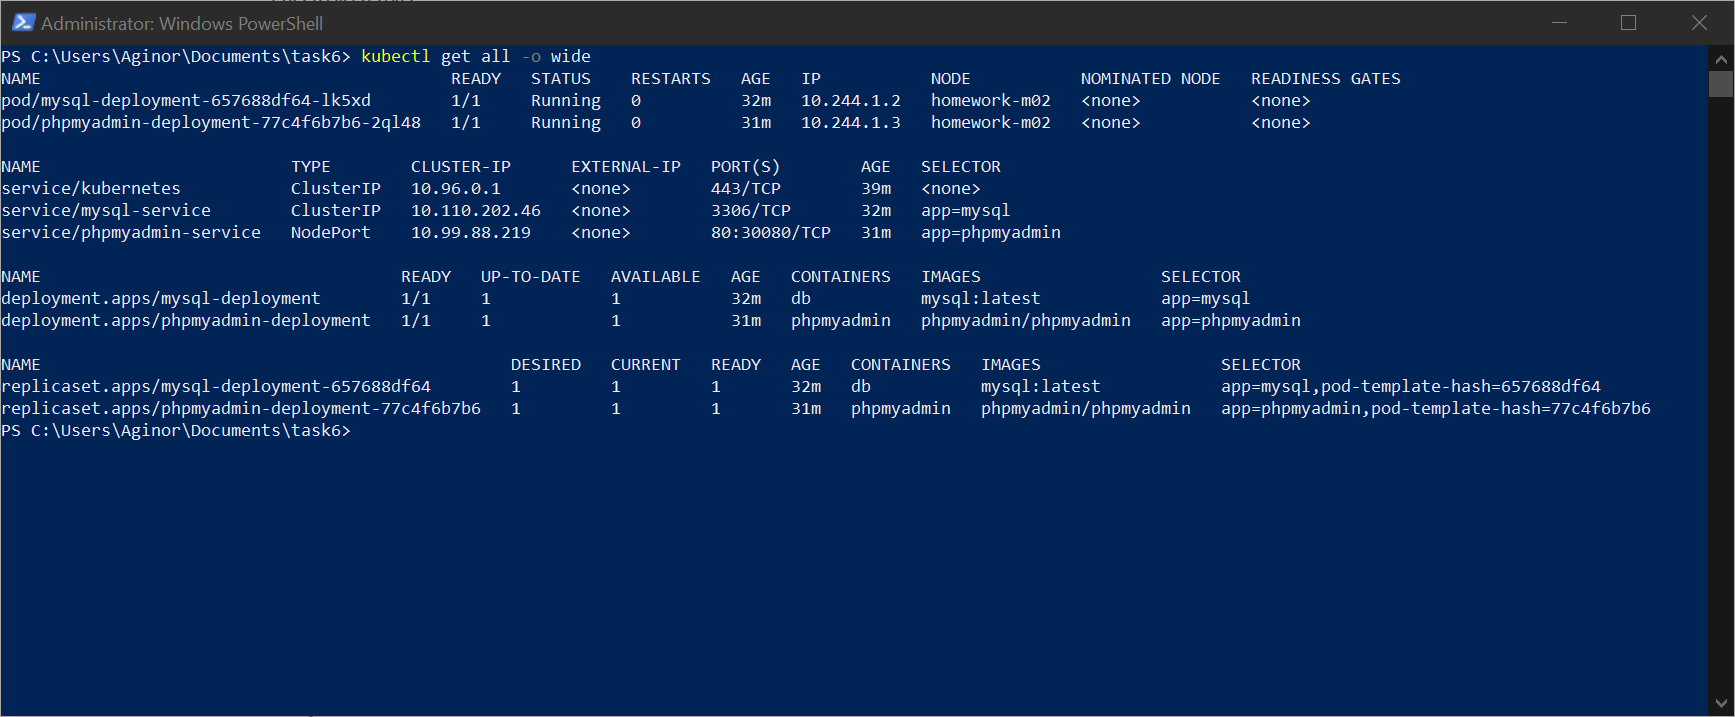 Administrator: Windows PowerShell
PS C:\Users\Aginor\Documents\task6> kubectl get all -o wide
NAME READY STATUS RESTARTS AGE IP NODE NOMINATED NODE READINESS GATES
pod/mysql-deployment-657688df64-lk5xd 1/1 Running 0 32m 10.244.1.2 homework-m02 <none> <none>
pod/phpmyadmin-deployment-77c4f6b7b6-2ql48 1/1 Running 0 31m 10.244.1.3 homework-m02 <none> <none>
NAME TYPE CLUSTER-IP EXTERNAL-IP PORT(S) AGE SELECTOR
service/kubernetes ClusterIP 10.96.0.1 <none> 443/TCP 39m <none>
service/mysql-service ClusterIP 10.110.202.46 <none> 3306/TCP 32m app=mysql
service/phpmyadmin-service NodePort 10.99.88.219 <none> 80:30080/TCP 31m app=phpmyadmin
NAME READY UP-TO-DATE AVAILABLE AGE CONTAINERS IMAGES SELECTOR
deployment.apps/mysql-deployment 1/1 1 1 32m db mysql:latest app=mysql
deployment.apps/phpmyadmin-deployment 1/1 1 1 31m phpmyadmin phpmyadmin/phpmyadmin app=phpmyadmin
NAME DESIRED CURRENT READY AGE CONTAINERS IMAGES SELECTOR
replicaset.apps/mysql-deployment-657688df64 1 1 1 32m db mysql:latest app=mysql,pod-template-hash=657688df64
replicaset.apps/phpmyadmin-deployment-77c4f6b7b6 1 1 1 31m phpmyadmin phpmyadmin/phpmyadmin app=phpmyadmin,pod-template-hash=77c4f6b7b6
PS C:\Users\Aginor\Documents\task6>